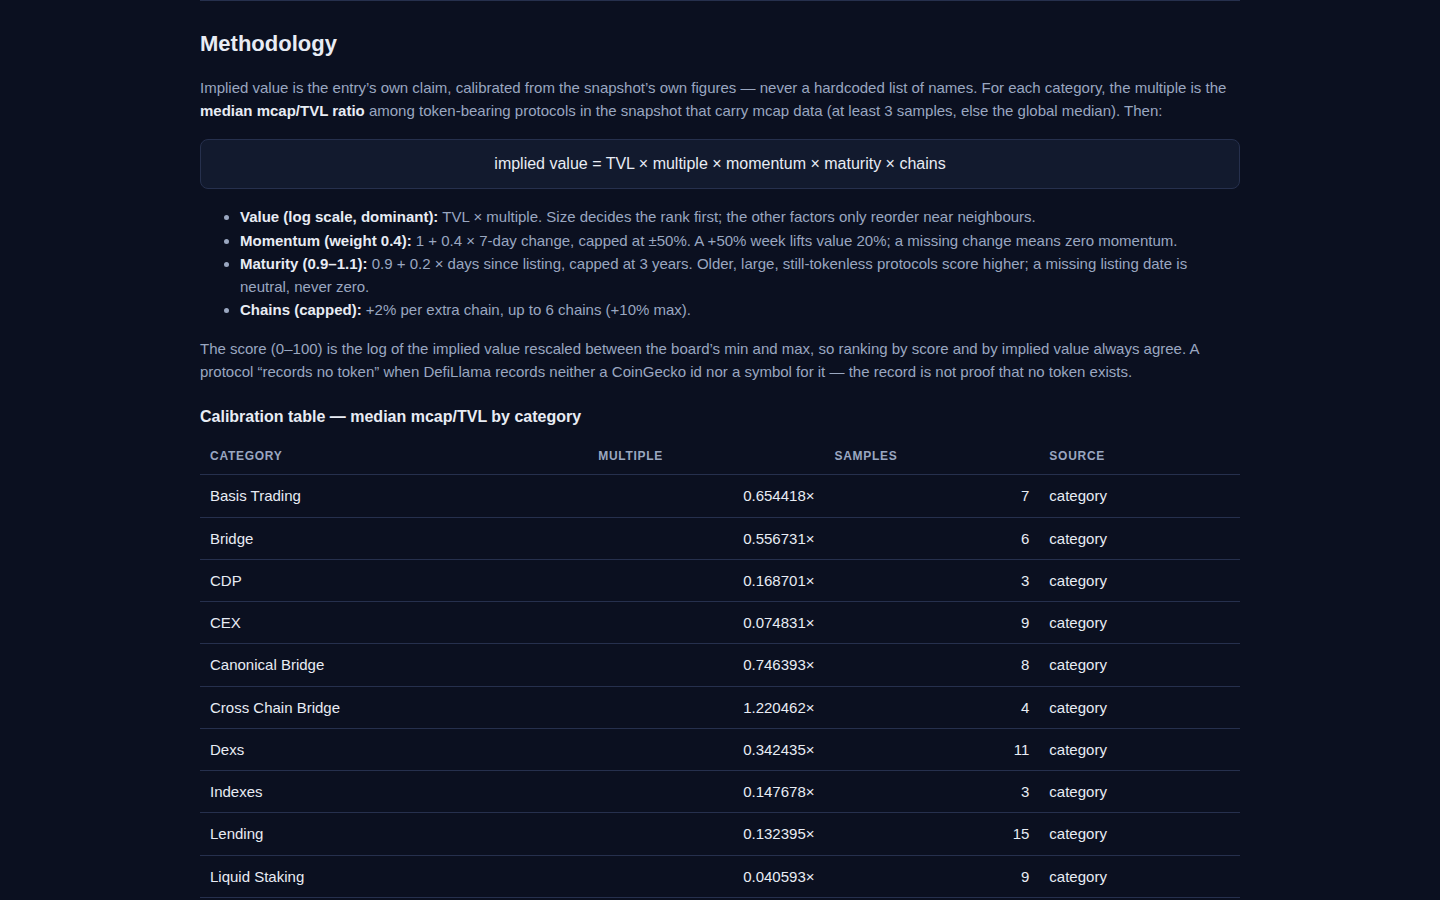 Methodology
Implied value is the entry’s own claim, calibrated from the snapshot’s own figures — never a hardcoded list of names. For each category, the multiple is the
median mcap/TVL ratio among token-bearing protocols in the snapshot that carry mcap data (at least 3 samples, else the global median). Then:
implied value = TVL × multiple × momentum × maturity × chains
• Value (log scale, dominant): TVL × multiple. Size decides the rank first; the other factors only reorder near neighbours.
• Momentum (weight 0.4): 1 + 0.4 × 7-day change, capped at ±50%. A +50% week lifts value 20%; a missing change means zero momentum.
• Maturity (0.9–1.1): 0.9 + 0.2 × days since listing, capped at 3 years. Older, large, still-tokenless protocols score higher; a missing listing date is
neutral, never zero.
• Chains (capped): +2% per extra chain, up to 6 chains (+10% max).
The score (0–100) is the log of the implied value rescaled between the board’s min and max, so ranking by score and by implied value always agree. A
protocol “records no token” when DefiLlama records neither a CoinGecko id nor a symbol for it — the record is not proof that no token exists.
Calibration table — median mcap/TVL by category
CATEGORY MULTIPLE SAMPLES SOURCE
Basis Trading 0.654418× 7 category
Bridge 0.556731× 6 category
CDP 0.168701× 3 category
CEX 0.074831× 9 category
Canonical Bridge 0.746393× 8 category
Cross Chain Bridge 1.220462× 4 category
Dexs 0.342435× 11 category
Indexes 0.147678× 3 category
Lending 0.132395× 15 category
Liquid Staking 0.040593× 9 category